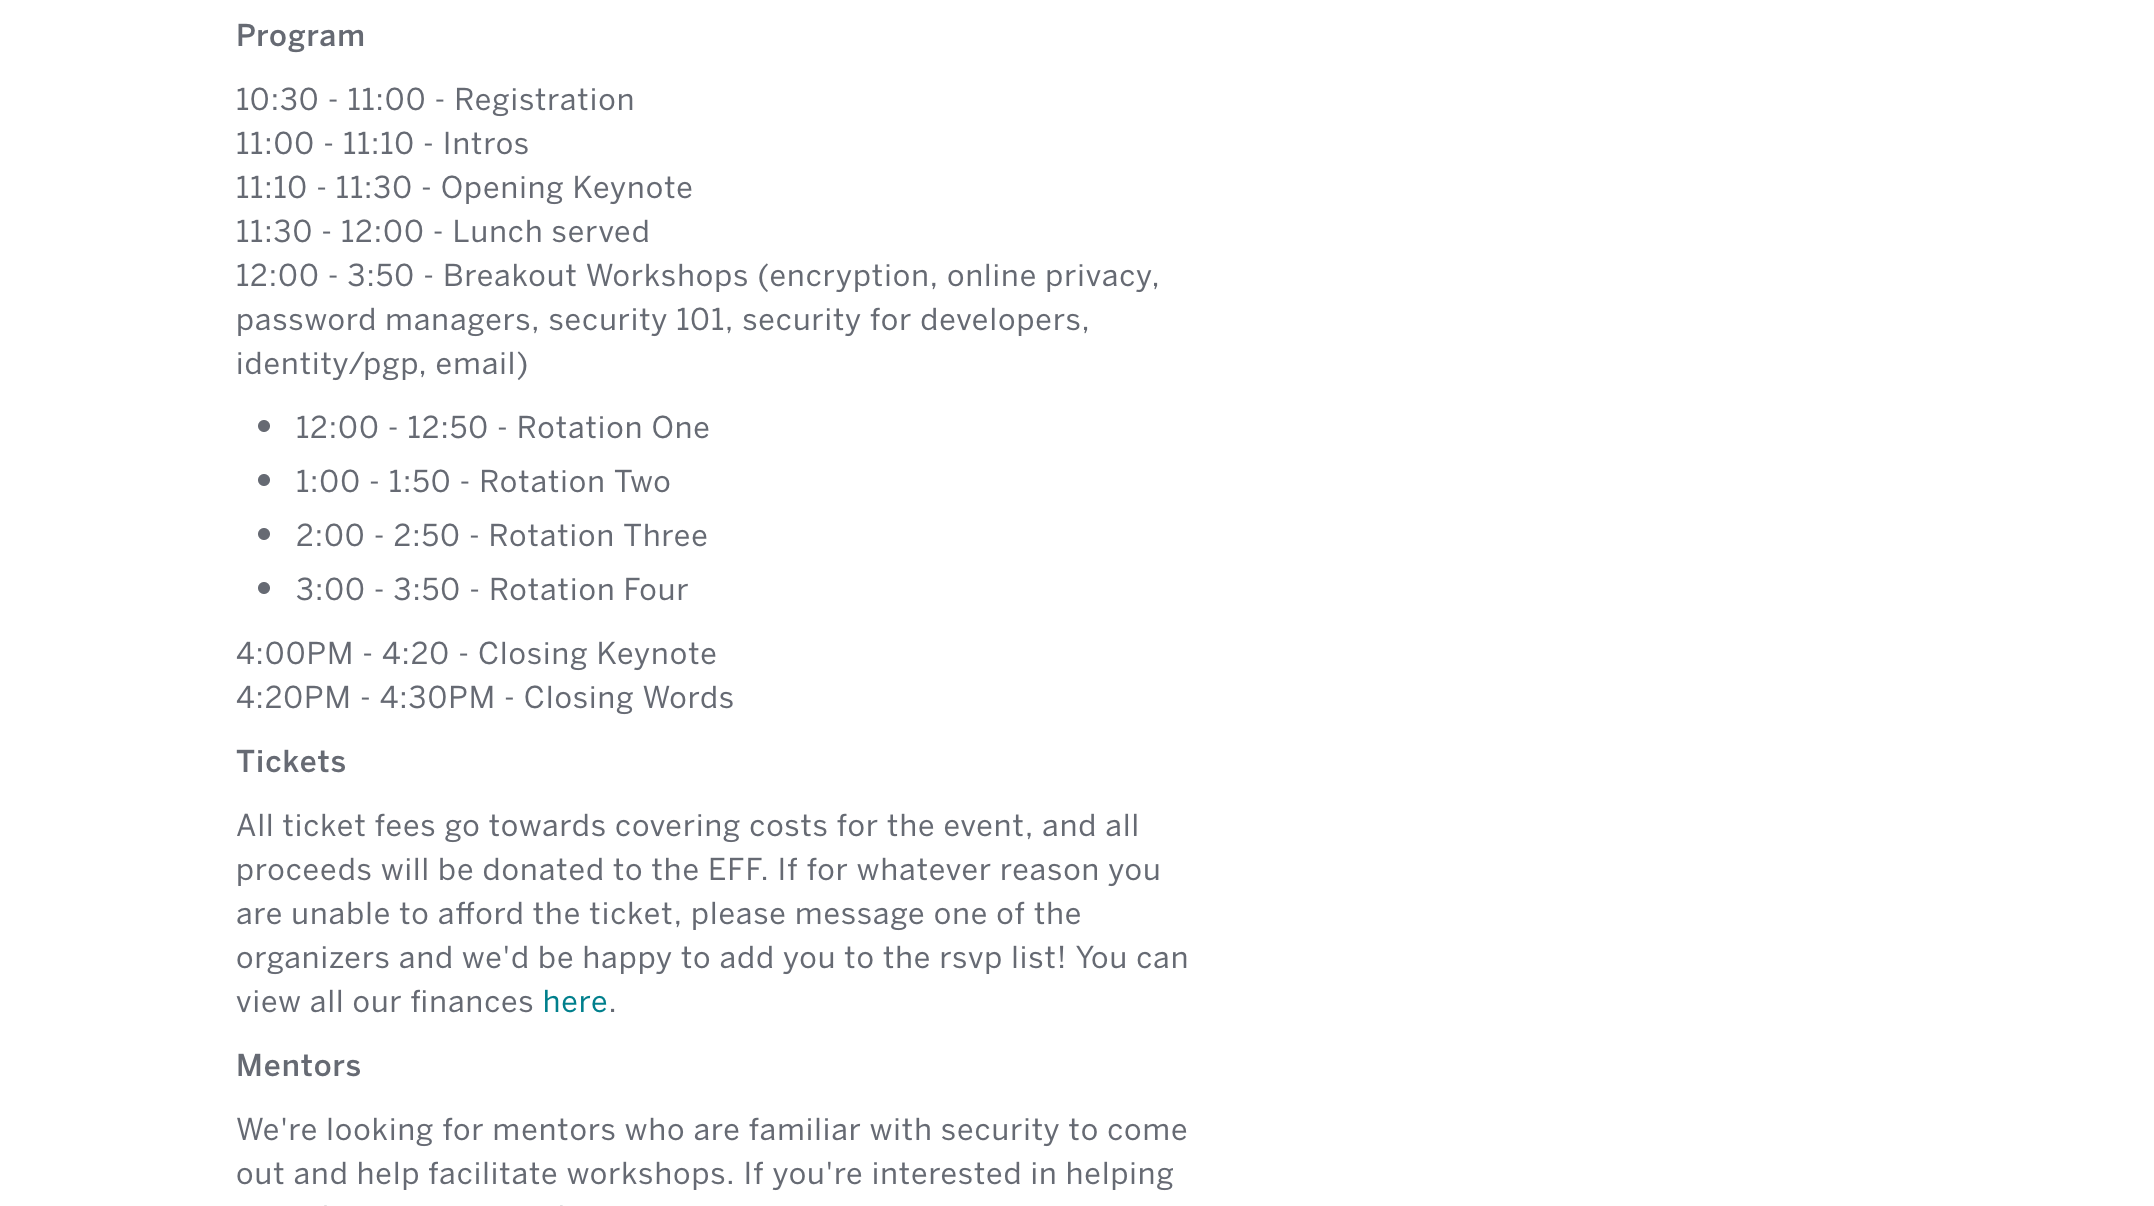 Program
10:30 - 11:00 - Registration
11:00 - 11:10 - Intros
11:10 - 11:30 - Opening Keynote
11:30 - 12:00 - Lunch served
12:00 - 3:50 - Breakout Workshops (encryption, online privacy,
password managers, security 101, security for developers,
identity/pgp, email)
• 12:00 - 12:50 - Rotation One
• 1:00 - 1:50 - Rotation Two
• 2:00 - 2:50 - Rotation Three
• 3:00 - 3:50 - Rotation Four
4:00PM - 4:20 - Closing Keynote
4:20PM - 4:30PM - Closing Words
Tickets
All ticket fees go towards covering costs for the event, and all
proceeds will be donated to the EFF. If for whatever reason you
are unable to afford the ticket, please message one of the
organizers and we'd be happy to add you to the rsvp list! You can
view all our finances here.
Mentors
We're looking for mentors who are familiar with security to come
out and help facilitate workshops. If you're interested in helping